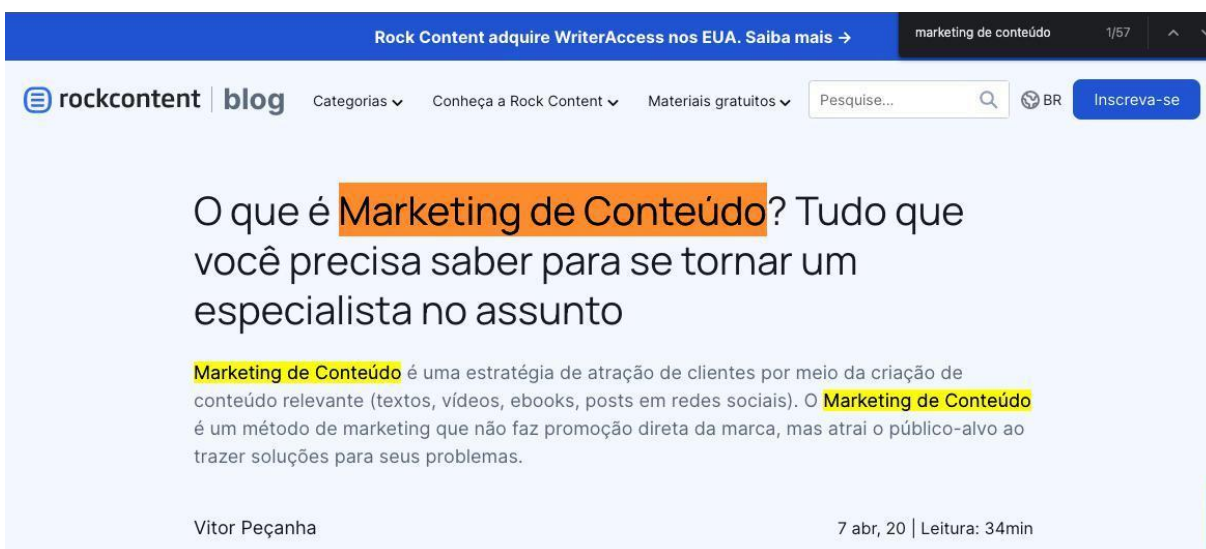 Rock Content adquire WriterAccess nos EUA. Saiba mais →
marketing de conteúdo 1/57
rockcontent | blog Categorias Conheça a Rock Content Materiais gratuitos Pesquise... BR Inscreva-se
O que é Marketing de Conteúdo? Tudo que
você precisa saber para se tornar um
especialista no assunto
Marketing de Conteúdo é uma estratégia de atração de clientes por meio da criação de
conteúdo relevante (textos, vídeos, ebooks, posts em redes sociais). O Marketing de Conteúdo
é um método de marketing que não faz promoção direta da marca, mas atrai o público-alvo ao
trazer soluções para seus problemas.
Vitor Peçanha 7 abr, 20 | Leitura: 34min